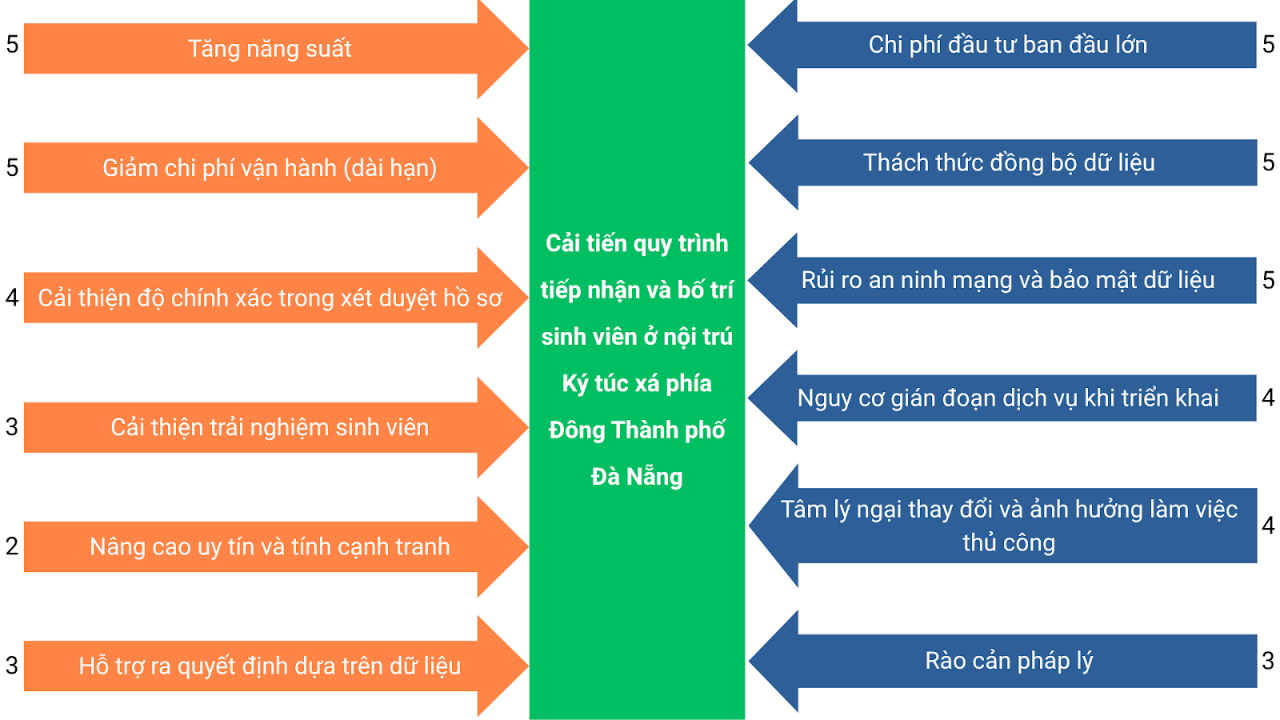 5
Tăng năng suất
5
Giảm chi phí vận hành (dài hạn)
4
Cải thiện độ chính xác trong xét duyệt hồ sơ
3
Cải thiện trải nghiệm sinh viên
2
Nâng cao uy tín và tính cạnh tranh
3
Hỗ trợ ra quyết định dựa trên dữ liệu
Cải tiến quy trình
tiếp nhận và bố trí
sinh viên ở nội trú
Ký túc xá phía
Đông Thành phố
Đà Nẵng
Chi phí đầu tư ban đầu lớn
5
Thách thức đồng bộ dữ liệu
5
Rủi ro an ninh mạng và bảo mật dữ liệu
5
Nguy cơ gián đoạn dịch vụ khi triển khai
4
Tâm lý ngại thay đổi và ảnh hưởng làm việc
thủ công
4
Rào cản pháp lý
3